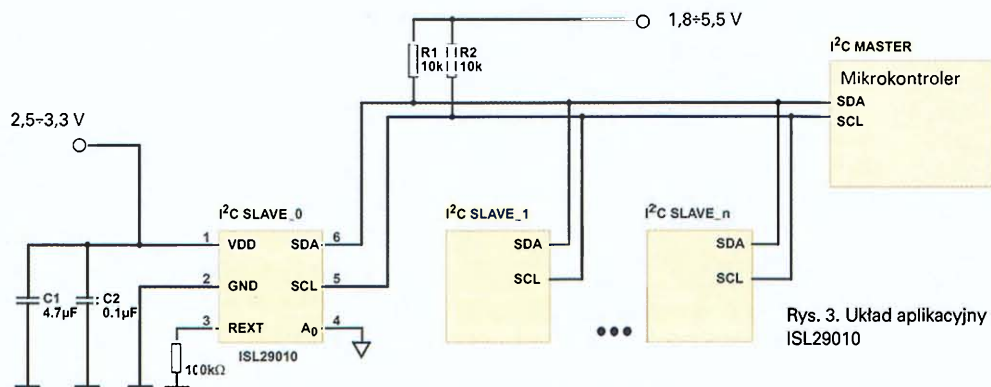 1,8÷5,5 V
R1
10k
R2
10k
I²C MASTER
Mikrokontroler
SDA
SCL
2,5÷3,3 V
I²C SLAVE_0
1 VDD SDA 6
2 GND SCL 5
3 REXT A0 4
ISL29010
C1
4.7µF
C2
0.1µF
100kΩ
I²C SLAVE_1
SDA
SCL
I²C SLAVE_n
SDA
SCL
Rys. 3. Układ aplikacyjny
ISL29010